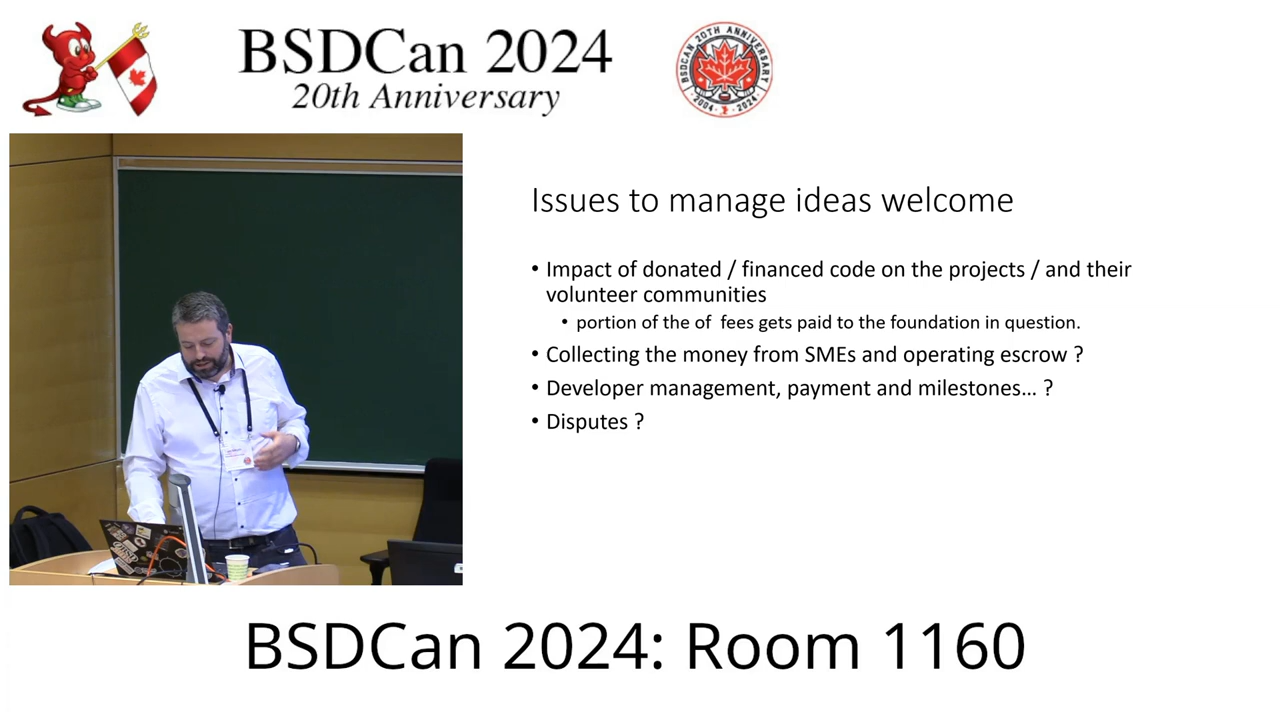 BSDCan 2024
20th Anniversary
BSDCAN 20TH ANNIVERSARY
2004 - 2024
Issues to manage ideas welcome
• Impact of donated / financed code on the projects / and their
volunteer communities
• portion of the of fees gets paid to the foundation in question.
• Collecting the money from SMEs and operating escrow ?
• Developer management, payment and milestones… ?
• Disputes ?
BSDCan 2024: Room 1160